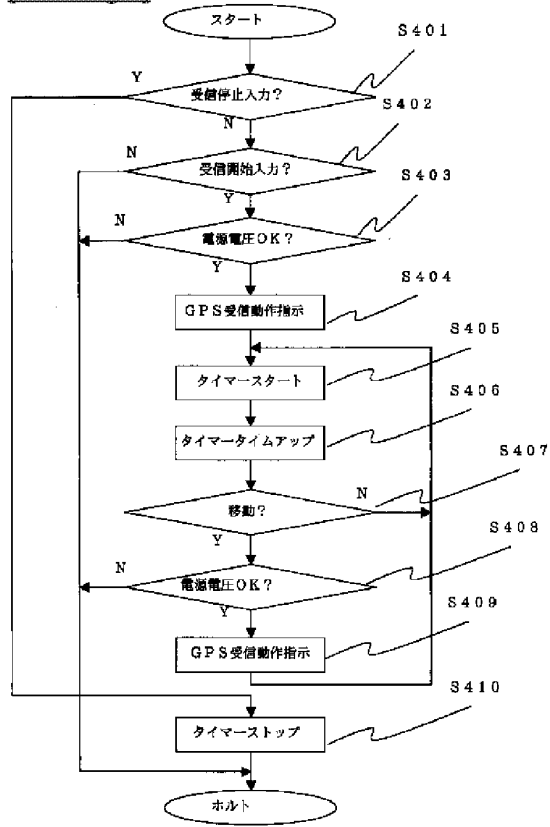 スタート
S401
Y
受信停止入力?
N
S402
N
受信開始入力?
Y
S403
N
電源電圧OK?
Y
S404
GPS受信動作指示
S405
タイマースタート
S406
タイマータイムアップ
S407
移動?
N
Y
S408
N
電源電圧OK?
Y
S409
GPS受信動作指示
S410
タイマーストップ
ホルト